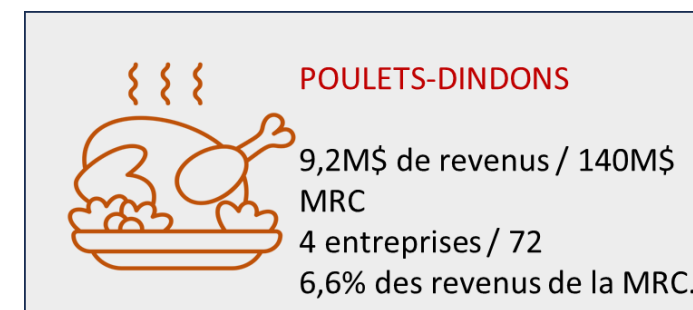 POULETS-DINDONS
9,2M$ de revenus / 140M$
MRC
4 entreprises / 72
6,6% des revenus de la MRC.